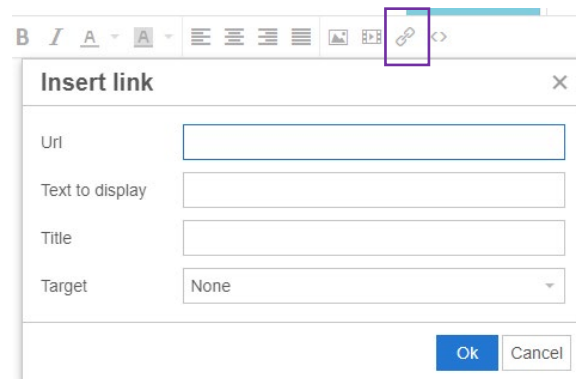 B I A A <>
Insert link ×
Url
Text to display
Title
Target None
Ok Cancel